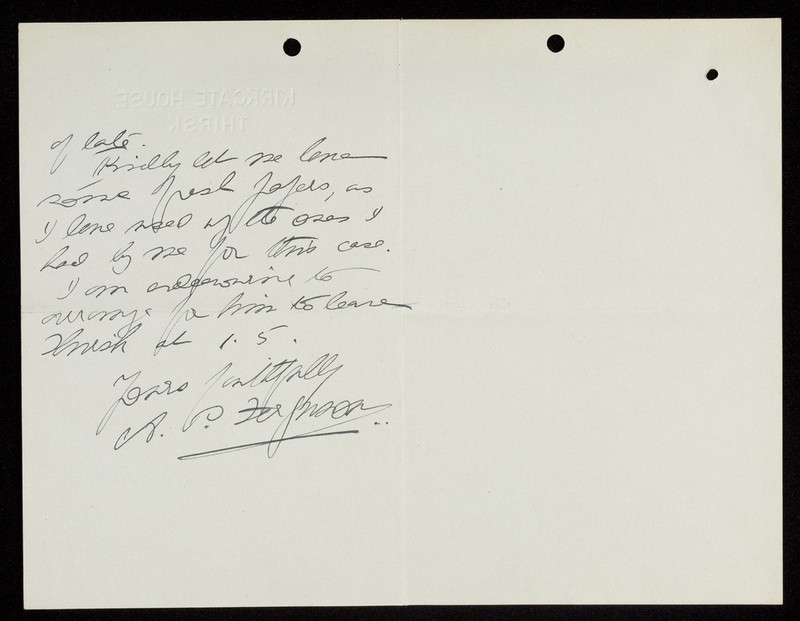 KIRKGATE HOUSE
THIRSK
of late.
Kindly let me have
some fresh papers, as
I have used up the ones I
had by me for this case.
I am endeavouring to
arrange for him to leave
Thirsk at 1.5.
Yours faithfully
A. P. Ferguson